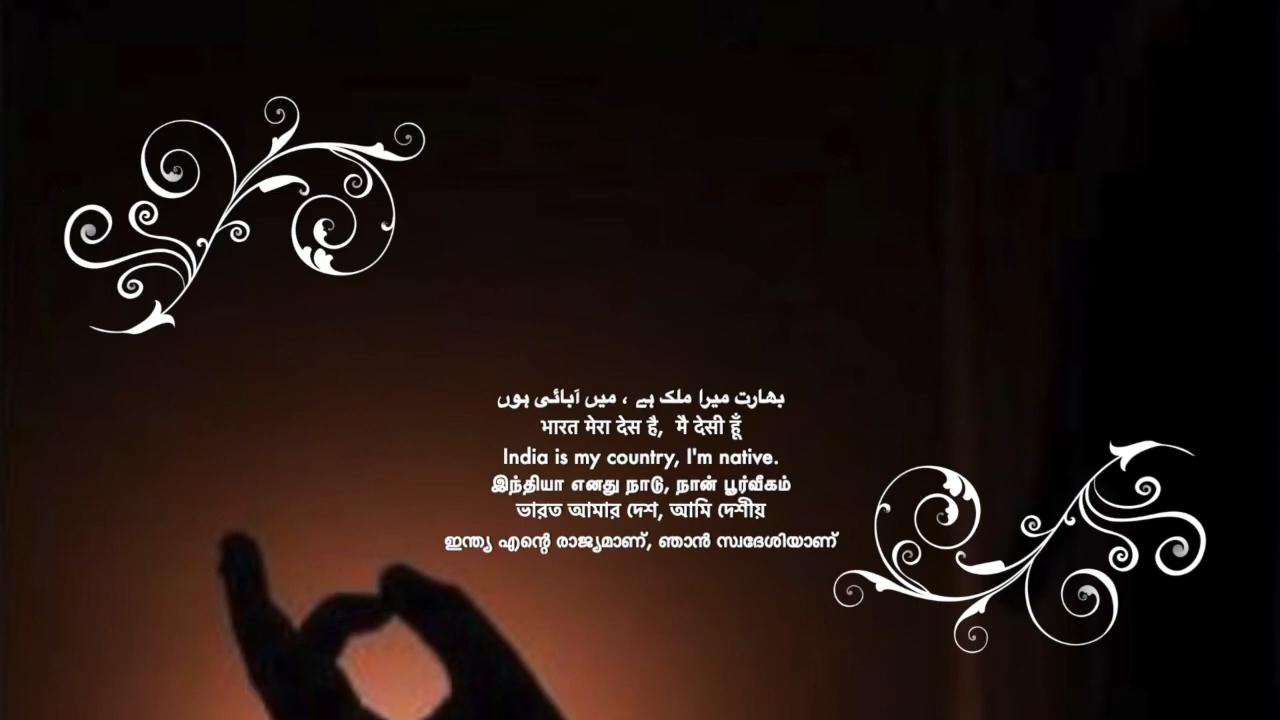 بھارت میرا ملک ہے ، میں آبائی ہوں
भारत मेरा देस है, मै देसी हूँ
India is my country, I'm native.
இந்தியா எனது நாடு, நான் பூர்வீகம்
ভারত আমার দেশ, আমি দেশীয়
ഇന്ത്യ എന്റെ രാജ്യമാണ്, ഞാൻ സ്വദേശിയാണ്